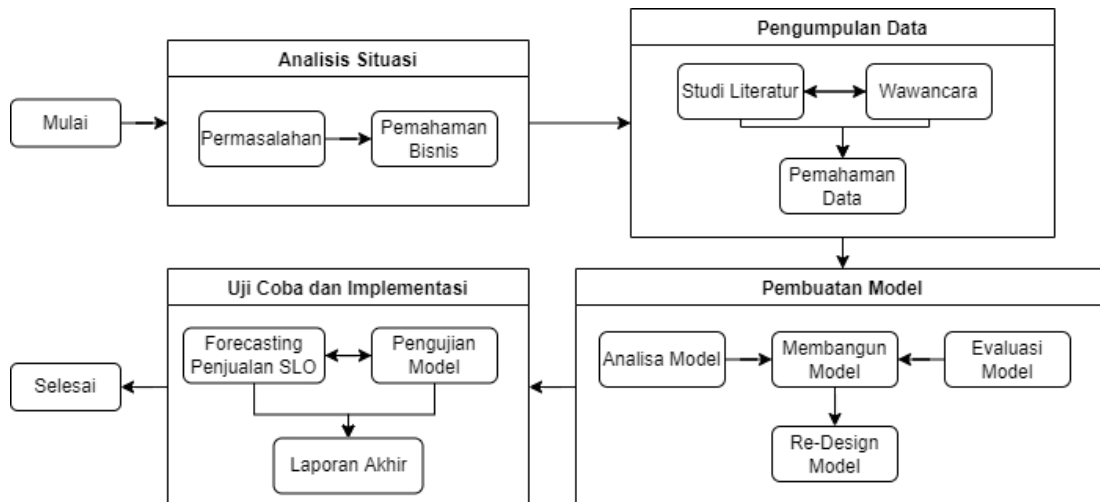 Mulai
Analisis Situasi
Permasalahan
Pemahaman
Bisnis
Pengumpulan Data
Studi Literatur
Wawancara
Pemahaman
Data
Pembuatan Model
Analisa Model
Membangun
Model
Evaluasi
Model
Re-Design
Model
Uji Coba dan Implementasi
Forecasting
Penjualan SLO
Pengujian
Model
Laporan Akhir
Selesai